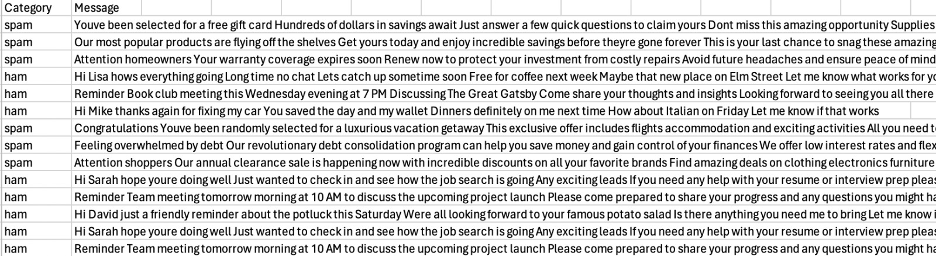 Category Message
spam Youve been selected for a free gift card Hundreds of dollars in savings await Just answer a few quick questions to claim yours Dont miss this amazing opportunity Supplies
spam Our most popular products are flying off the shelves Get yours today and enjoy incredible savings before theyre gone forever This is your last chance to snag these amazing
spam Attention homeowners Your warranty coverage expires soon Renew now to protect your investment from costly repairs Avoid future headaches and ensure peace of mind
ham Hi Lisa hows everything going Long time no chat Lets catch up sometime soon Free for coffee next week Maybe that new place on Elm Street Let me know what works for
ham Reminder Book club meeting this Wednesday evening at 7 PM Discussing The Great Gatsby Come share your thoughts and insights Looking forward to seeing you all there
ham Hi Mike thanks again for fixing my car You saved the day and my wallet Dinners definitely on me next time How about Italian on Friday Let me know if that works
spam Congratulations Youve been randomly selected for a luxurious vacation getaway This exclusive offer includes flights accommodation and exciting activities All you need
spam Feeling overwhelmed by debt Our revolutionary debt consolidation program can help you save money and gain control of your finances We offer low interest rates and
spam Attention shoppers Our annual clearance sale is happening now with incredible discounts on all your favorite brands Find amazing deals on clothing electronics furniture
ham Hi Sarah hope youre doing well Just wanted to check in and see how the job search is going Any exciting leads If you need any help with your resume or interview prep
ham Reminder Team meeting tomorrow morning at 10 AM to discuss the upcoming project launch Please come prepared to share your progress and any questions you might
ham Hi David just a friendly reminder about the potluck this Saturday Were all looking forward to your famous potato salad Is there anything you need me to bring Let me know
ham Hi Sarah hope youre doing well Just wanted to check in and see how the job search is going Any exciting leads If you need any help with your resume or interview prep
ham Reminder Team meeting tomorrow morning at 10 AM to discuss the upcoming project launch Please come prepared to share your progress and any questions you might